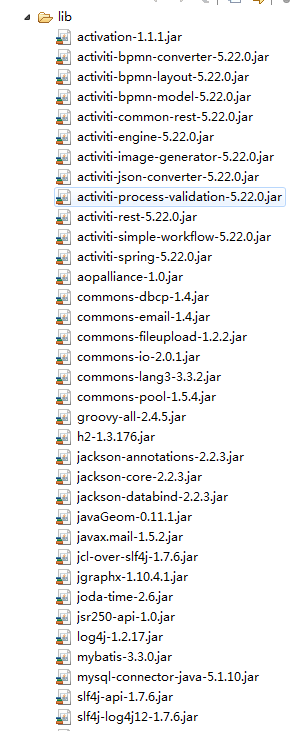 lib
activation-1.1.1.jar
activiti-bpmn-converter-5.22.0.jar
activiti-bpmn-layout-5.22.0.jar
activiti-bpmn-model-5.22.0.jar
activiti-common-rest-5.22.0.jar
activiti-engine-5.22.0.jar
activiti-image-generator-5.22.0.jar
activiti-json-converter-5.22.0.jar
activiti-process-validation-5.22.0.jar
activiti-rest-5.22.0.jar
activiti-simple-workflow-5.22.0.jar
activiti-spring-5.22.0.jar
aopalliance-1.0.jar
commons-dbcp-1.4.jar
commons-email-1.4.jar
commons-fileupload-1.2.2.jar
commons-io-2.0.1.jar
commons-lang3-3.3.2.jar
commons-pool-1.5.4.jar
groovy-all-2.4.5.jar
h2-1.3.176.jar
jackson-annotations-2.2.3.jar
jackson-core-2.2.3.jar
jackson-databind-2.2.3.jar
javaGeom-0.11.1.jar
javax.mail-1.5.2.jar
jcl-over-slf4j-1.7.6.jar
jgraphx-1.10.4.1.jar
joda-time-2.6.jar
jsr250-api-1.0.jar
log4j-1.2.17.jar
mybatis-3.3.0.jar
mysql-connector-java-5.1.10.jar
slf4j-api-1.7.6.jar
slf4j-log4j12-1.7.6.jar